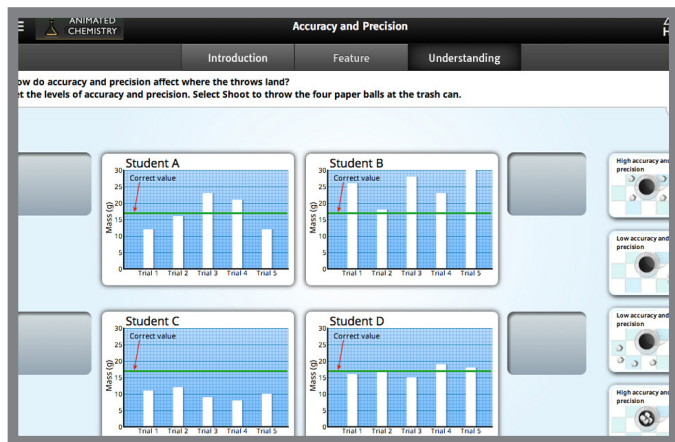 ANIMATED
CHEMISTRY
Accuracy and Precision
H
Introduction
Feature
Understanding
ow do accuracy and precision affect where the throws land?
et the levels of accuracy and precision. Select Shoot to throw the four paper balls at the trash can.
Student A
Correct value
30
25
20
15
10
5
0
Mass (g)
Trial 1 Trial 2 Trial 3 Trial 4 Trial 5
Student B
Correct value
30
25
20
15
10
5
0
Mass (g)
Trial 1 Trial 2 Trial 3 Trial 4 Trial 5
High accuracy and
precision
Low accuracy and
precision
Student C
Correct value
30
25
20
15
10
5
0
Mass (g)
Trial 1 Trial 2 Trial 3 Trial 4 Trial 5
Student D
Correct value
30
25
20
15
10
5
0
Mass (g)
Trial 1 Trial 2 Trial 3 Trial 4 Trial 5
Low accuracy and
precision
High accuracy and
precision